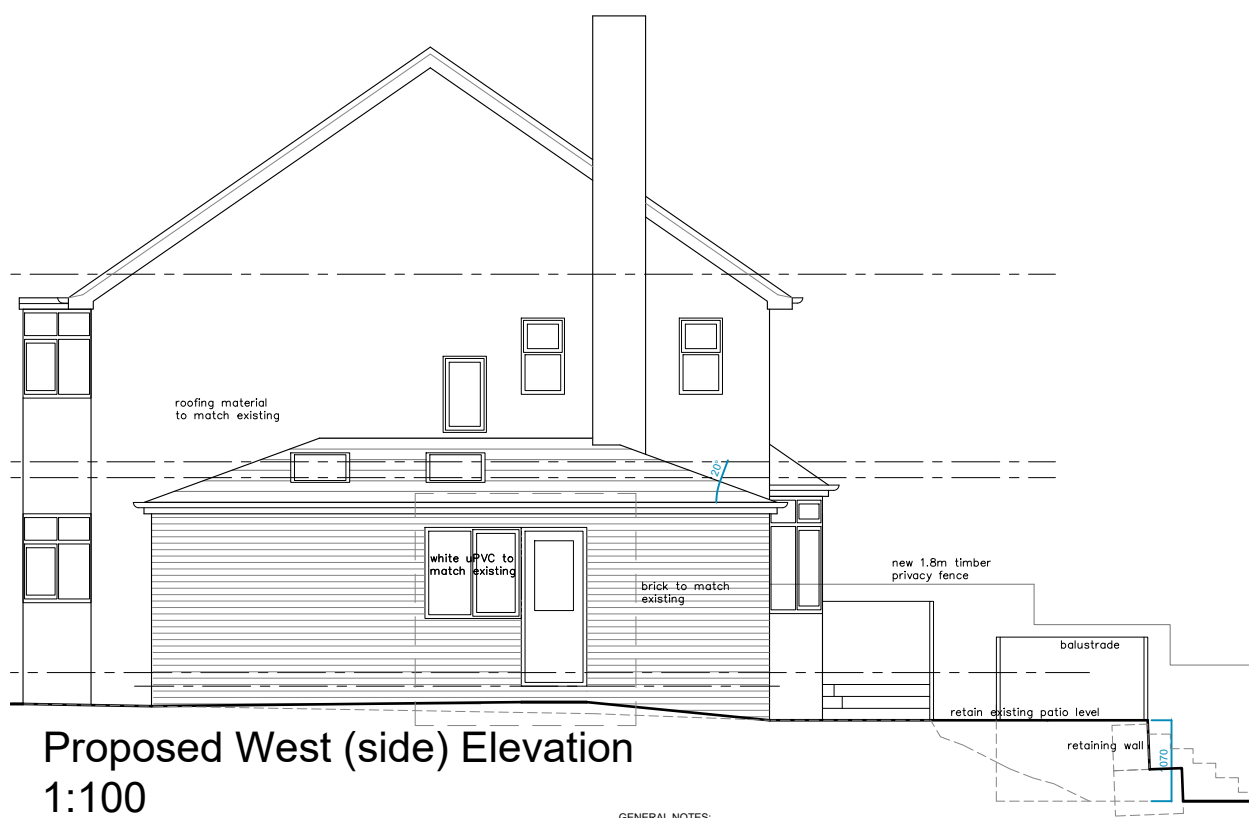 roofing material
to match existing
20°
white uPVC to
match existing
brick to match
existing
new 1.8m timber
privacy fence
balustrade
retain existing patio level
retaining wall
Proposed West (side) Elevation
1:100
GENERAL NOTES: